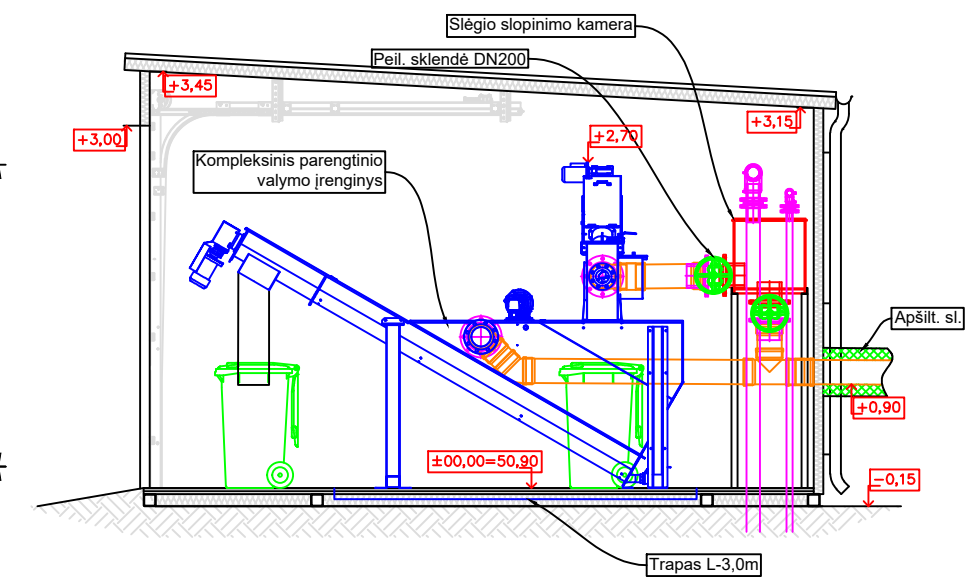 Slėgio slopinimo kamera
Peil. sklendė DN200
+3,45
+3,15
+3,00
+2,70
Kompleksinis parengtinio
valymo įrenginys
Apšilt. sl.
+0,90
±00,00=50,90
-0,15
Trapas L-3,0m